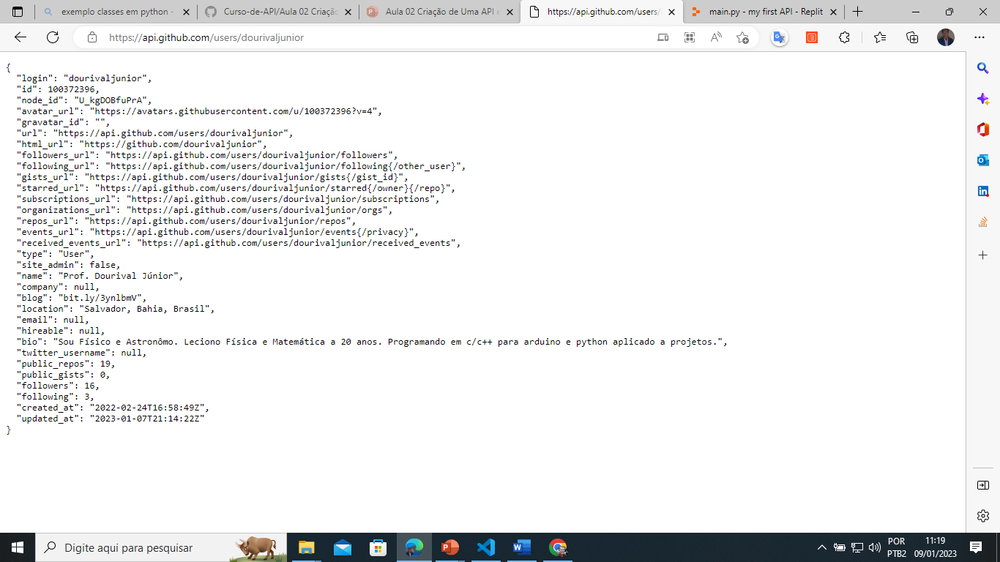 exemplo classes em python -
Curso-de-API/Aula 02 Criação
Aula 02 Criação de Uma API e
https://api.github.com/users/
main.py - my first API - Replit
https://api.github.com/users/dourivaljunior
{
"login": "dourivaljunior",
"id": 100372396,
"node_id": "U_kgDOBfuPrA",
"avatar_url": "https://avatars.githubusercontent.com/u/100372396?v=4",
"gravatar_id": "",
"url": "https://api.github.com/users/dourivaljunior",
"html_url": "https://github.com/dourivaljunior",
"followers_url": "https://api.github.com/users/dourivaljunior/followers",
"following_url": "https://api.github.com/users/dourivaljunior/following{/other_user}",
"gists_url": "https://api.github.com/users/dourivaljunior/gists{/gist_id}",
"starred_url": "https://api.github.com/users/dourivaljunior/starred{/owner}{/repo}",
"subscriptions_url": "https://api.github.com/users/dourivaljunior/subscriptions",
"organizations_url": "https://api.github.com/users/dourivaljunior/orgs",
"repos_url": "https://api.github.com/users/dourivaljunior/repos",
"events_url": "https://api.github.com/users/dourivaljunior/events{/privacy}",
"received_events_url": "https://api.github.com/users/dourivaljunior/received_events",
"type": "User",
"site_admin": false,
"name": "Prof. Dourival Júnior",
"company": null,
"blog": "bit.ly/3ynlbmV",
"location": "Salvador, Bahia, Brasil",
"email": null,
"hireable": null,
"bio": "Sou Físico e Astronômo. Leciono Física e Matemática a 20 anos. Programando em c/c++ para arduino e python aplicado a projetos.",
"twitter_username": null,
"public_repos": 19,
"public_gists": 0,
"followers": 16,
"following": 3,
"created_at": "2022-02-24T16:58:49Z",
"updated_at": "2023-01-07T21:14:22Z"
}
Digite aqui para pesquisar
POR
PTB2
11:19
09/01/2023